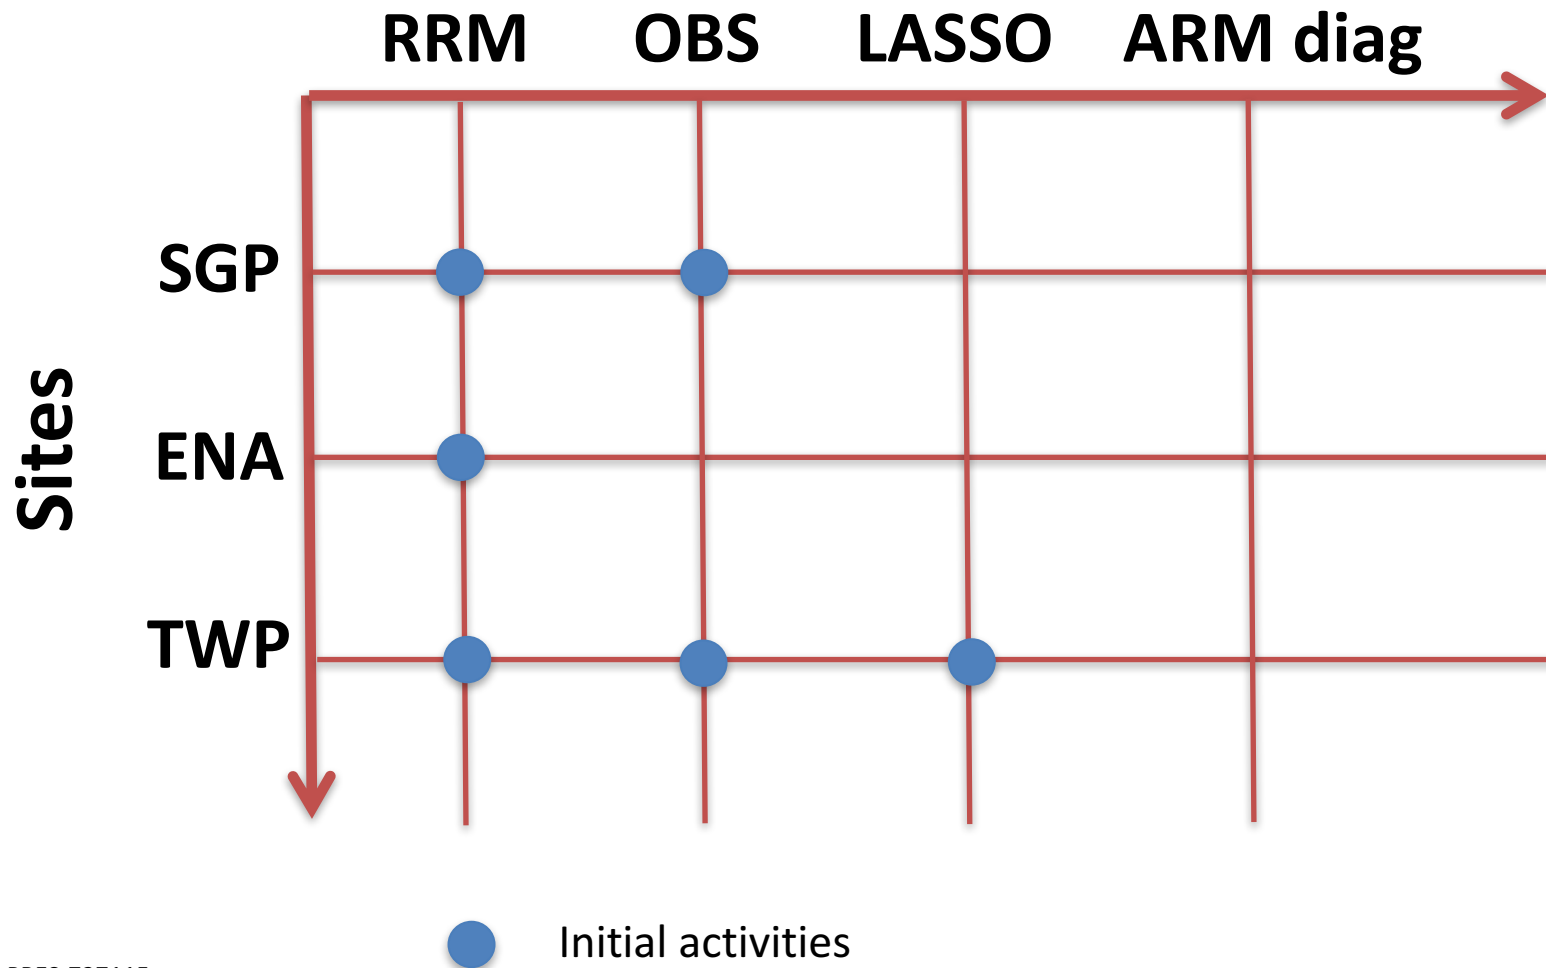 RRM OBS LASSO ARM diag
SGP
ENA
TWP
Sites
Initial activities